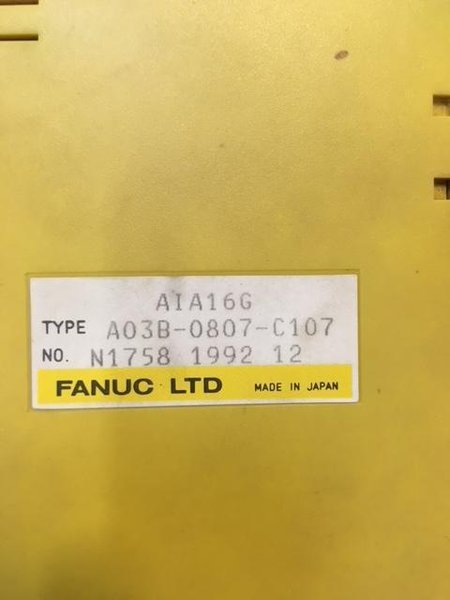 AIA16G
TYPE A03B-0807-C107
NO. N1758 1992 12
FANUC LTD MADE IN JAPAN